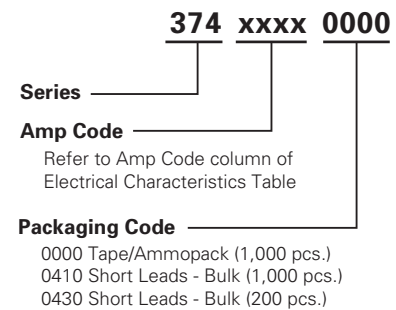 374 xxxx 0000
Series
Amp Code
Refer to Amp Code column of
Electrical Characteristics Table
Packaging Code
0000 Tape/Ammopack (1,000 pcs.)
0410 Short Leads - Bulk (1,000 pcs.)
0430 Short Leads - Bulk (200 pcs.)